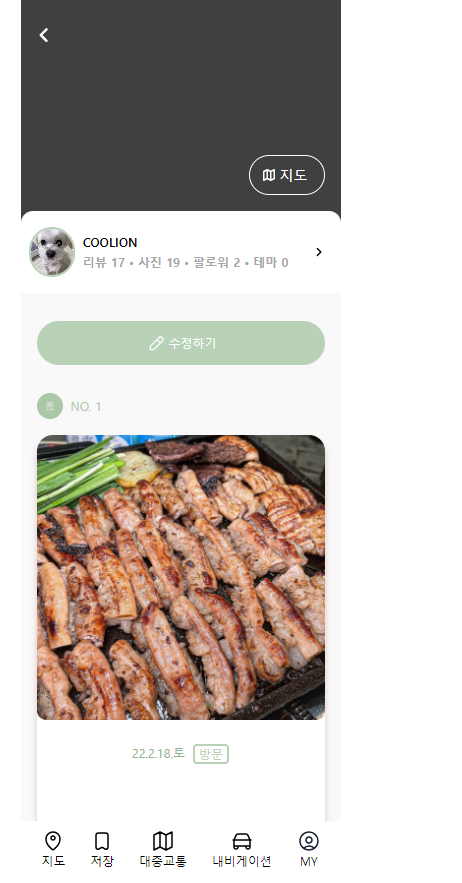 지도
COOLION
리뷰 17 • 사진 19 • 팔로워 2 • 테마 0
수정하기
NO. 1
22.2.18.토 방문
지도 저장 대중교통 내비게이션 MY